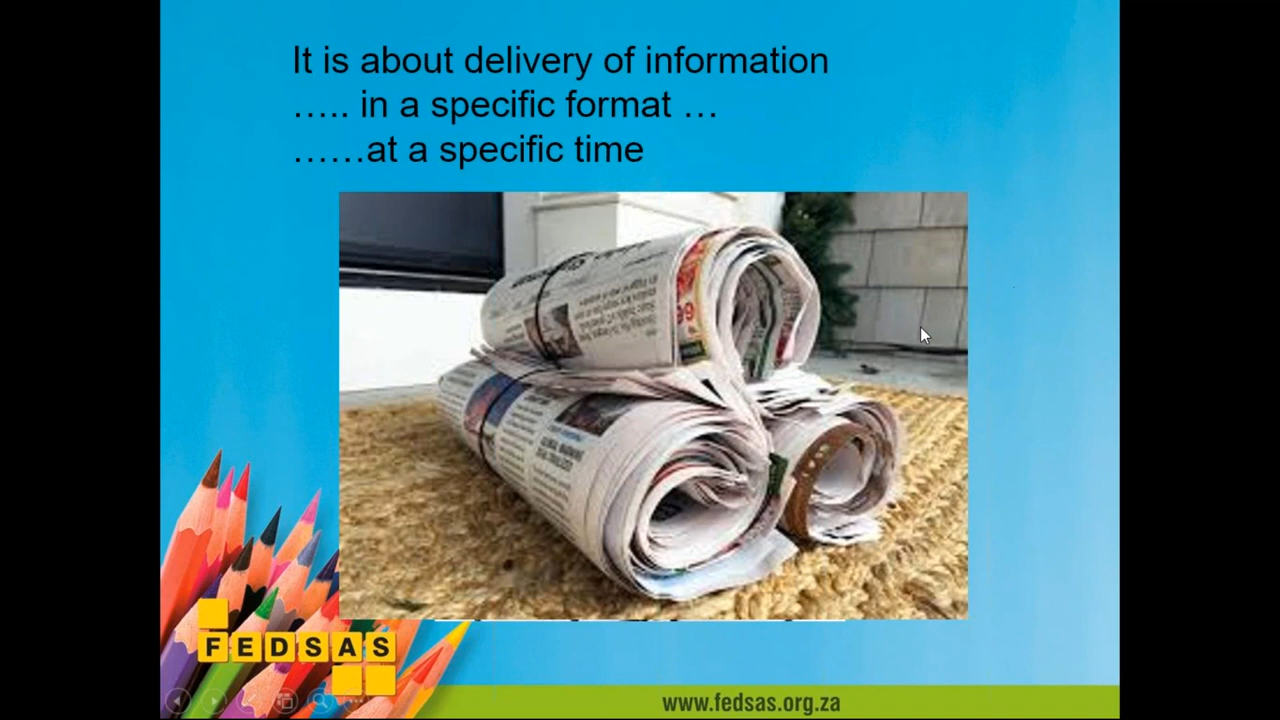 It is about delivery of information
….. in a specific format …
……at a specific time
FEDSAS
www.fedsas.org.za